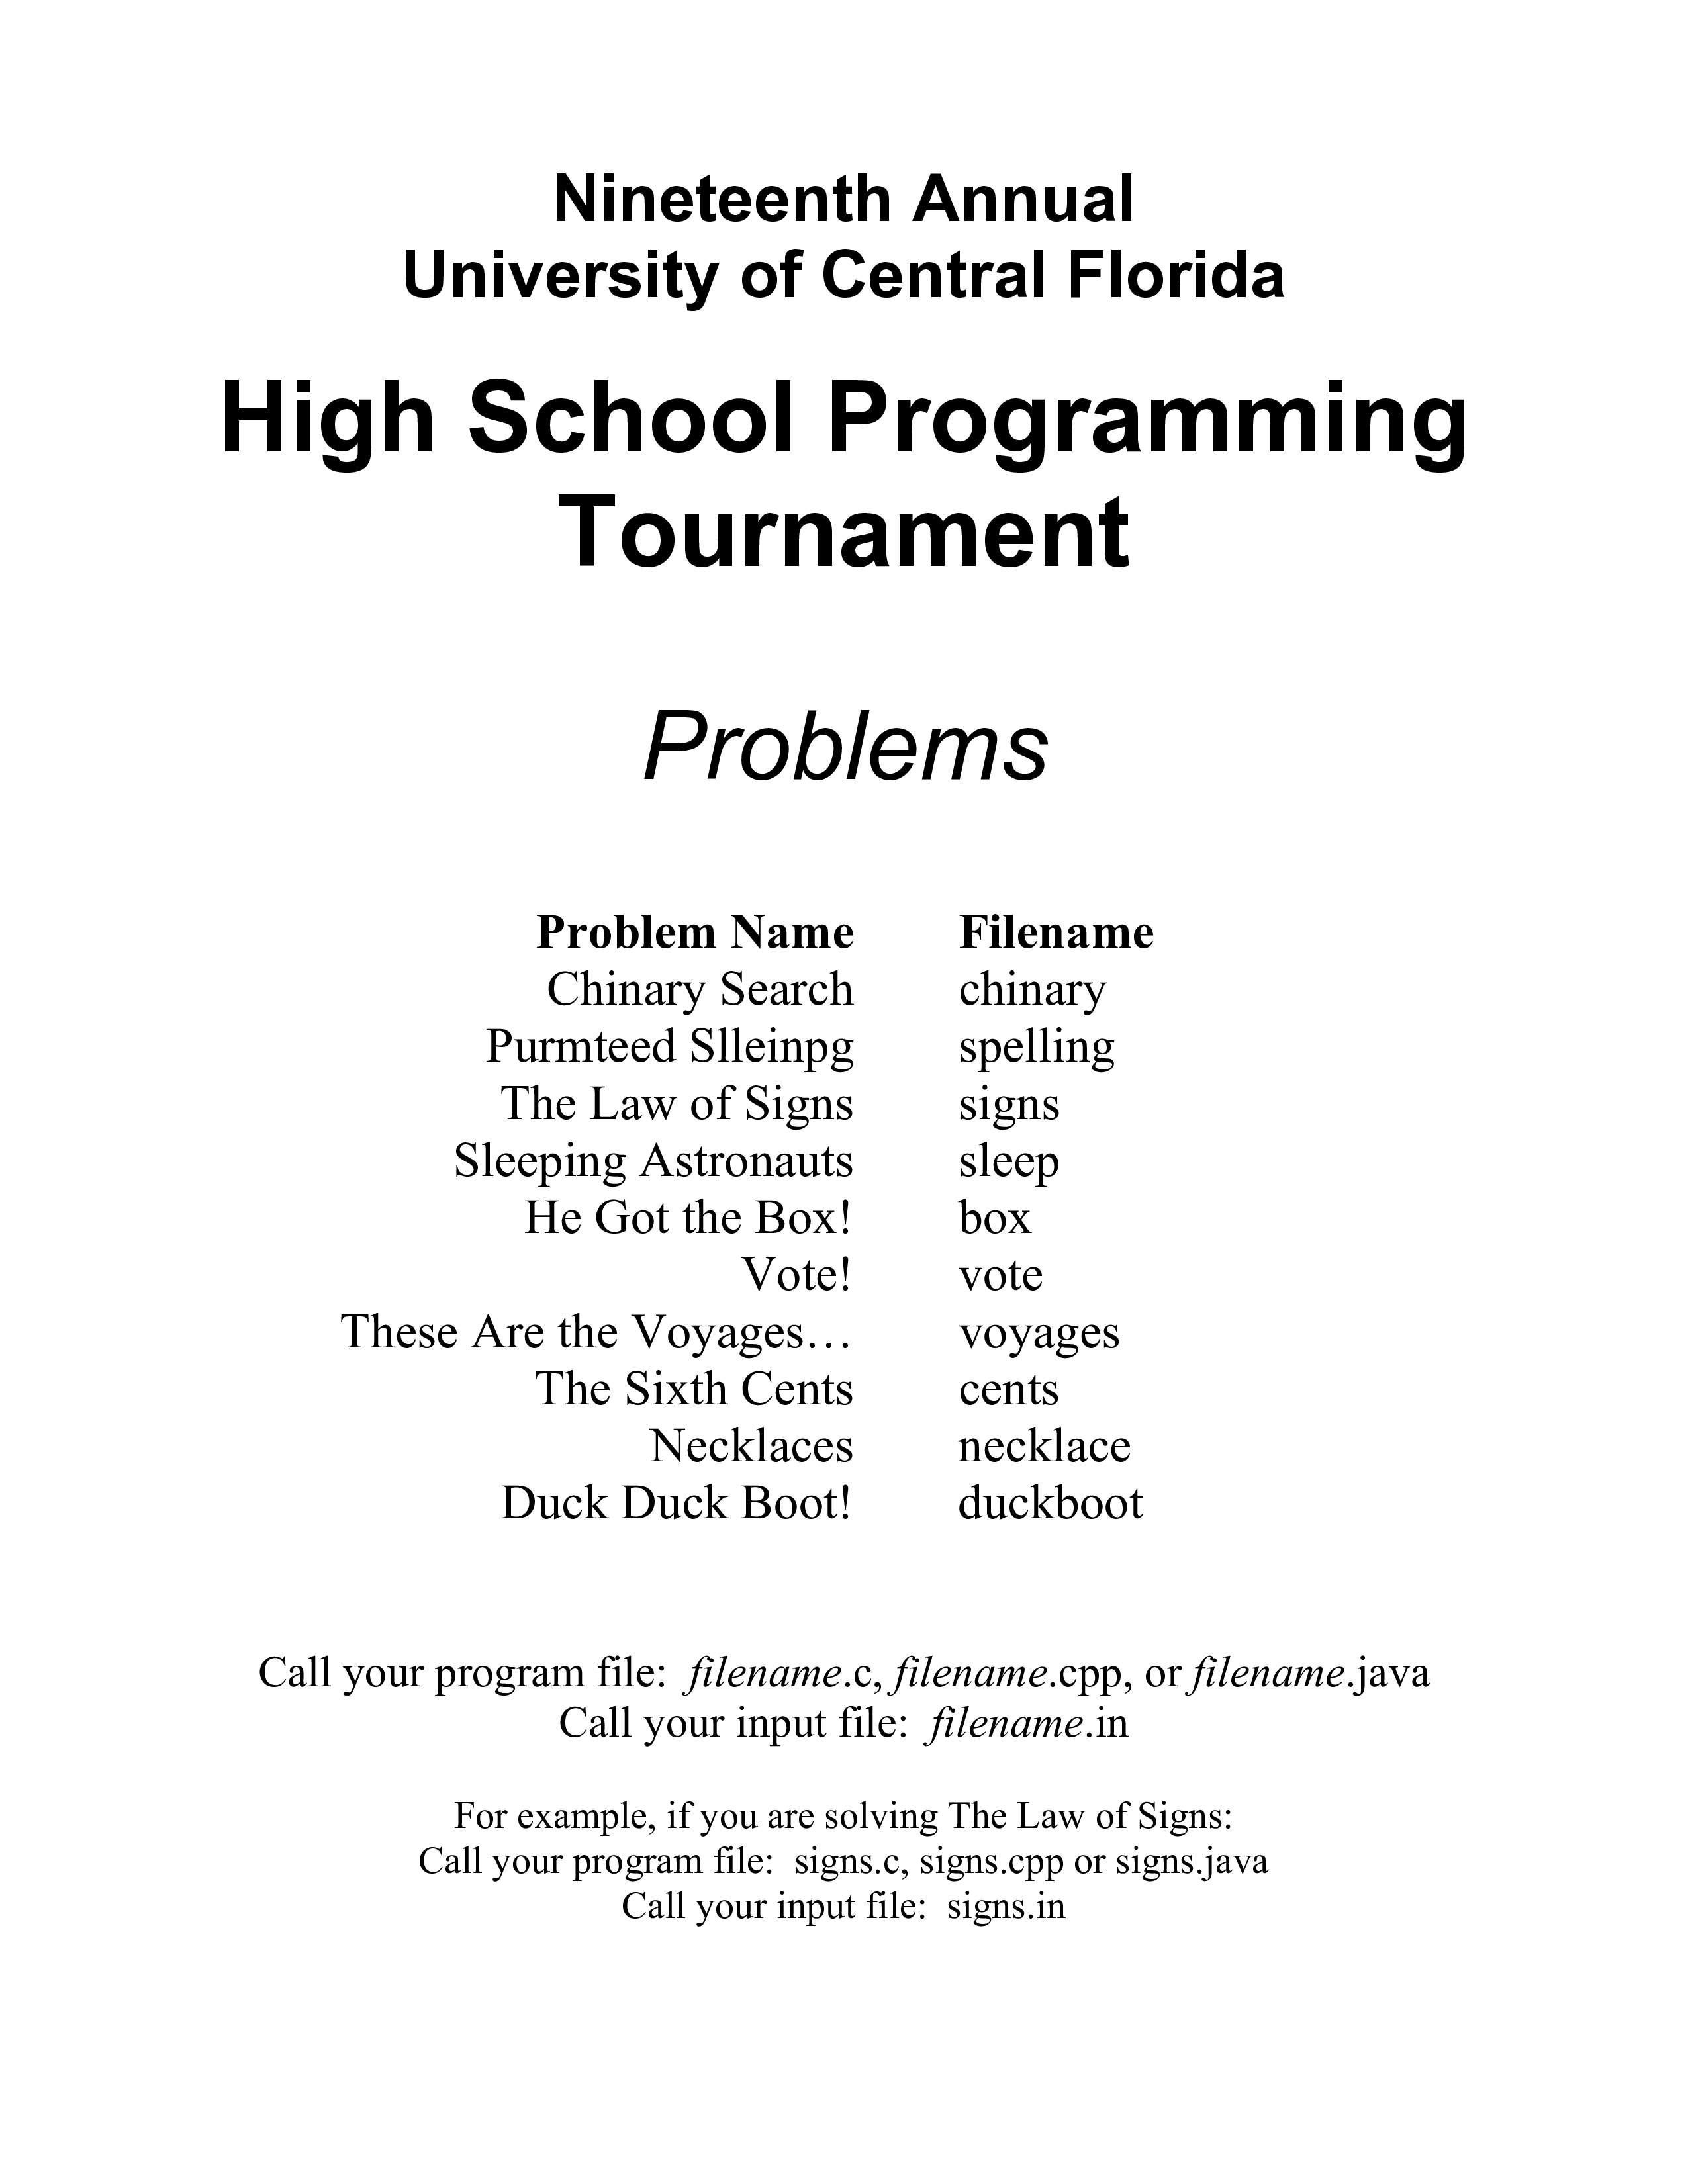 Nineteenth Annual
University of Central Florida
High School Programming
Tournament
Problems
Problem Name Filename
Chinary Search chinary
Purmteed Slleinpg spelling
The Law of Signs signs
Sleeping Astronauts sleep
He Got the Box! box
Vote! vote
These Are the Voyages… voyages
The Sixth Cents cents
Necklaces necklace
Duck Duck Boot! duckboot
Call your program file: filename.c, filename.cpp, or filename.java
Call your input file: filename.in
For example, if you are solving The Law of Signs:
Call your program file: signs.c, signs.cpp or signs.java
Call your input file: signs.in